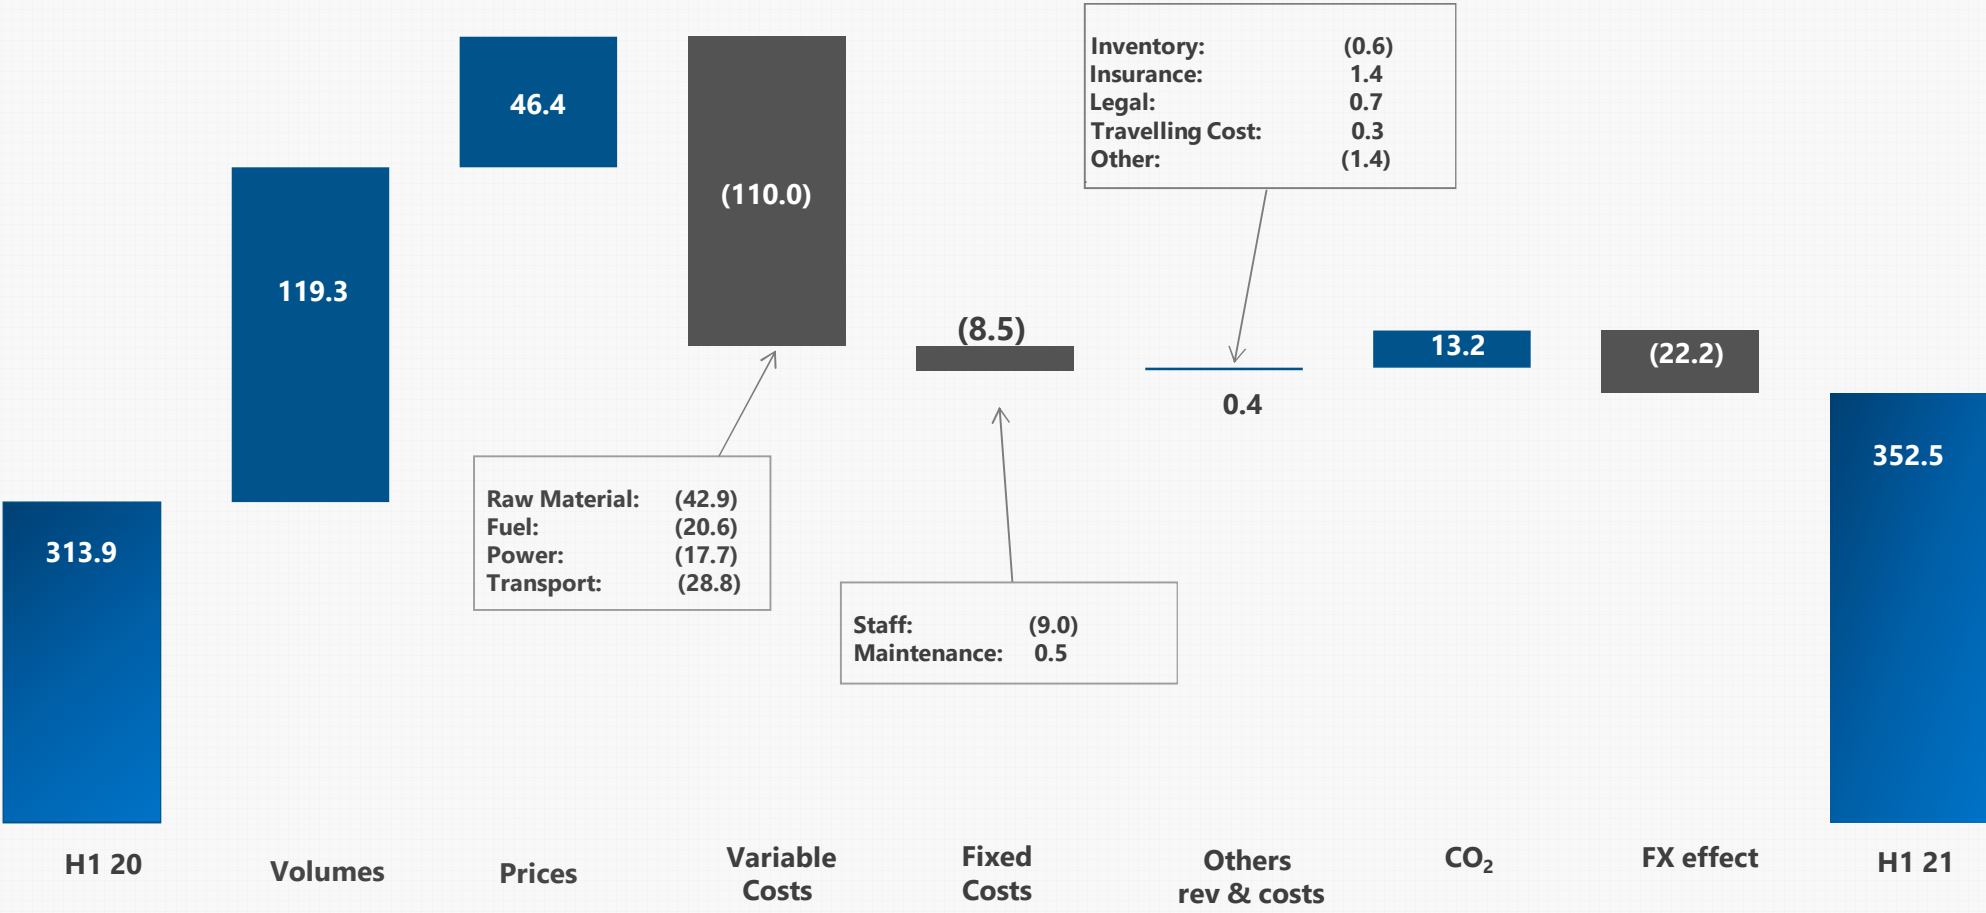 Inventory: (0.6)
Insurance: 1.4
Legal: 0.7
Travelling Cost: 0.3
Other: (1.4)
46.4
(110.0)
119.3
(8.5)
13.2
(22.2)
0.4
352.5
313.9
Raw Material: (42.9)
Fuel: (20.6)
Power: (17.7)
Transport: (28.8)
Staff: (9.0)
Maintenance: 0.5
H1 20
Volumes
Prices
Variable
Costs
Fixed
Costs
Others
rev & costs
CO₂
FX effect
H1 21